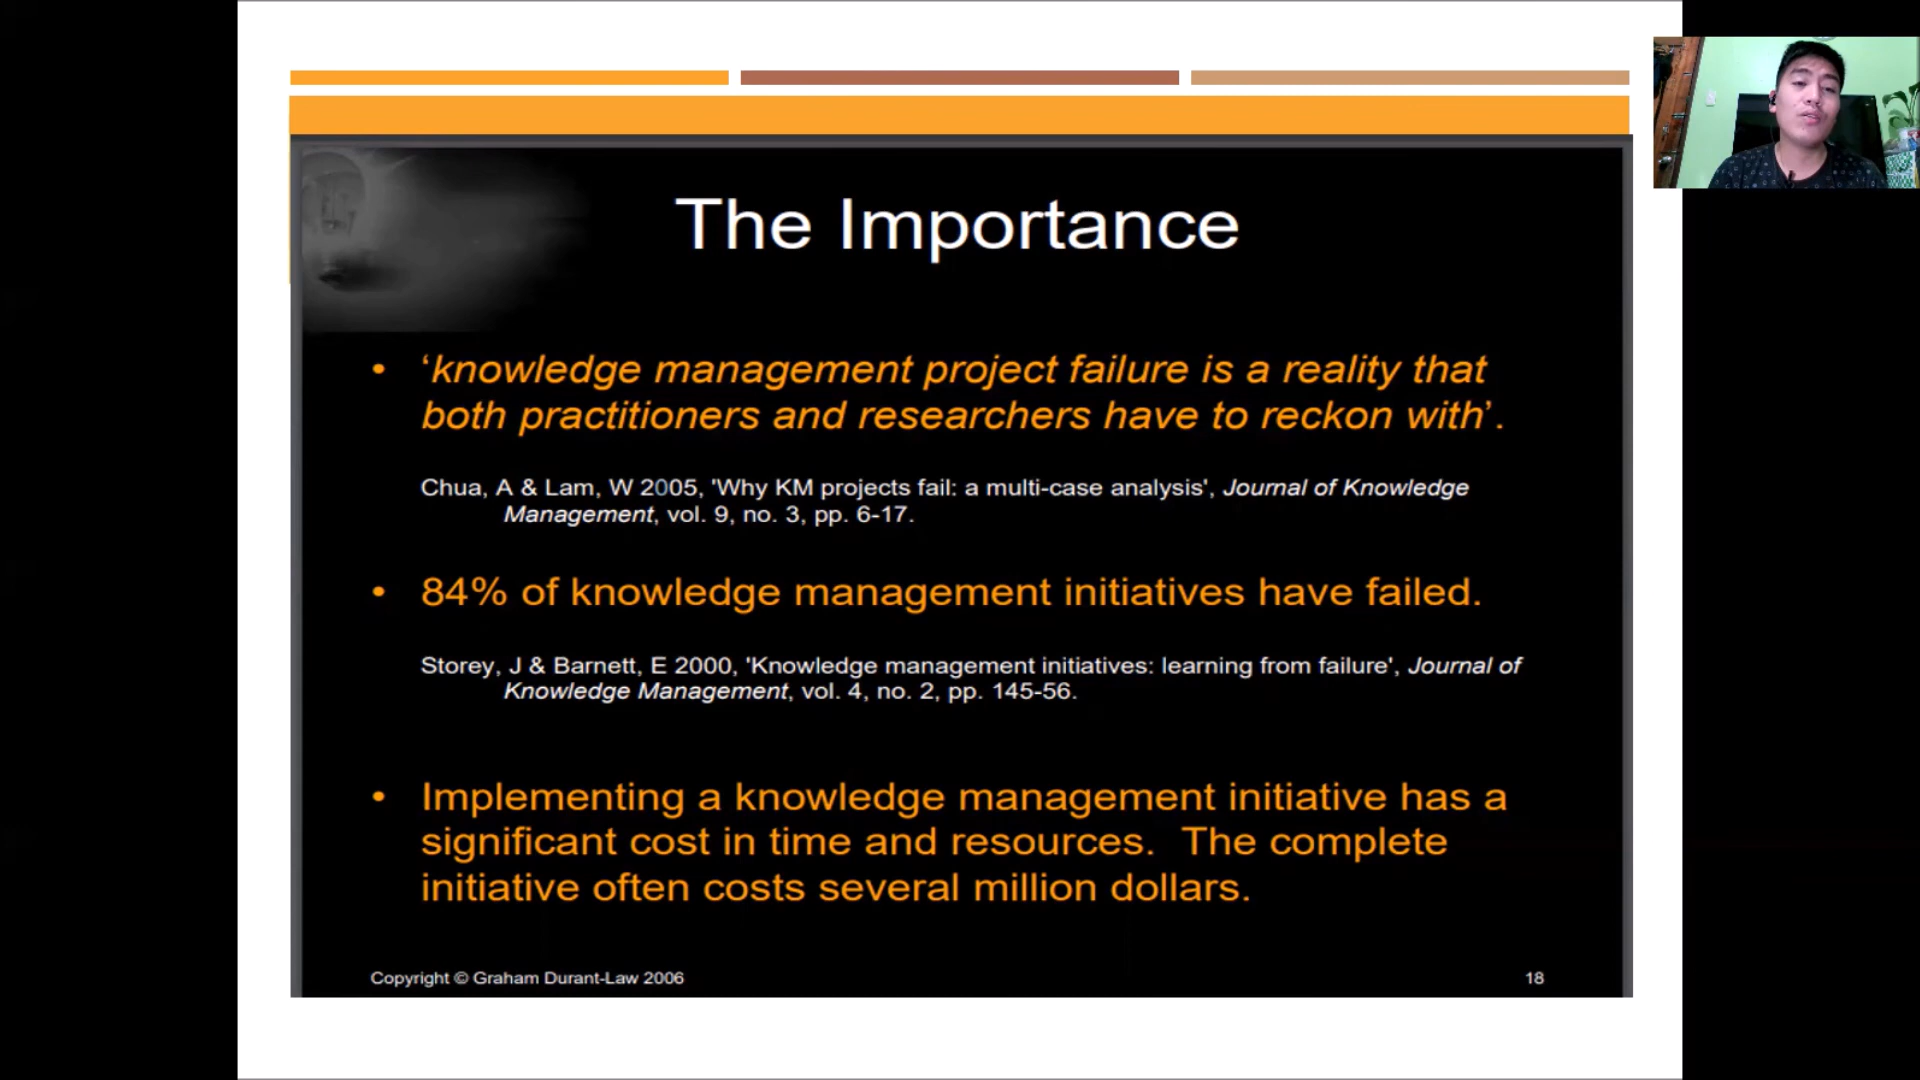 The Importance
• ‘knowledge management project failure is a reality that
both practitioners and researchers have to reckon with’.
Chua, A & Lam, W 2005, 'Why KM projects fail: a multi-case analysis', Journal of Knowledge
Management, vol. 9, no. 3, pp. 6-17.
• 84% of knowledge management initiatives have failed.
Storey, J & Barnett, E 2000, 'Knowledge management initiatives: learning from failure', Journal of
Knowledge Management, vol. 4, no. 2, pp. 145-56.
• Implementing a knowledge management initiative has a
significant cost in time and resources. The complete
initiative often costs several million dollars.
Copyright © Graham Durant-Law 2006
18